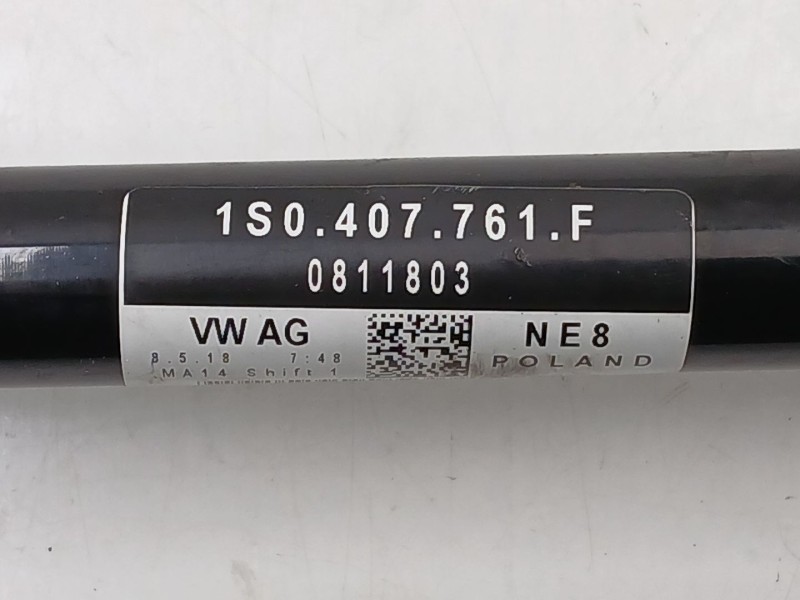 1S0.407.761.F
0811803
VW AG
8.5.18 7:48
MA14 Shift 1
NE8
POLAND